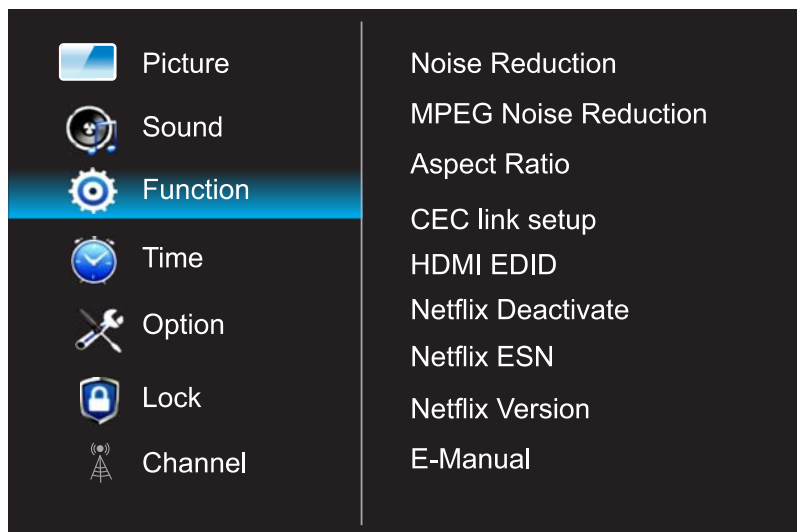 Picture
Sound
Function
Time
Option
Lock
Channel
Noise Reduction
MPEG Noise Reduction
Aspect Ratio
CEC link setup
HDMI EDID
Netflix Deactivate
Netflix ESN
Netflix Version
E-Manual